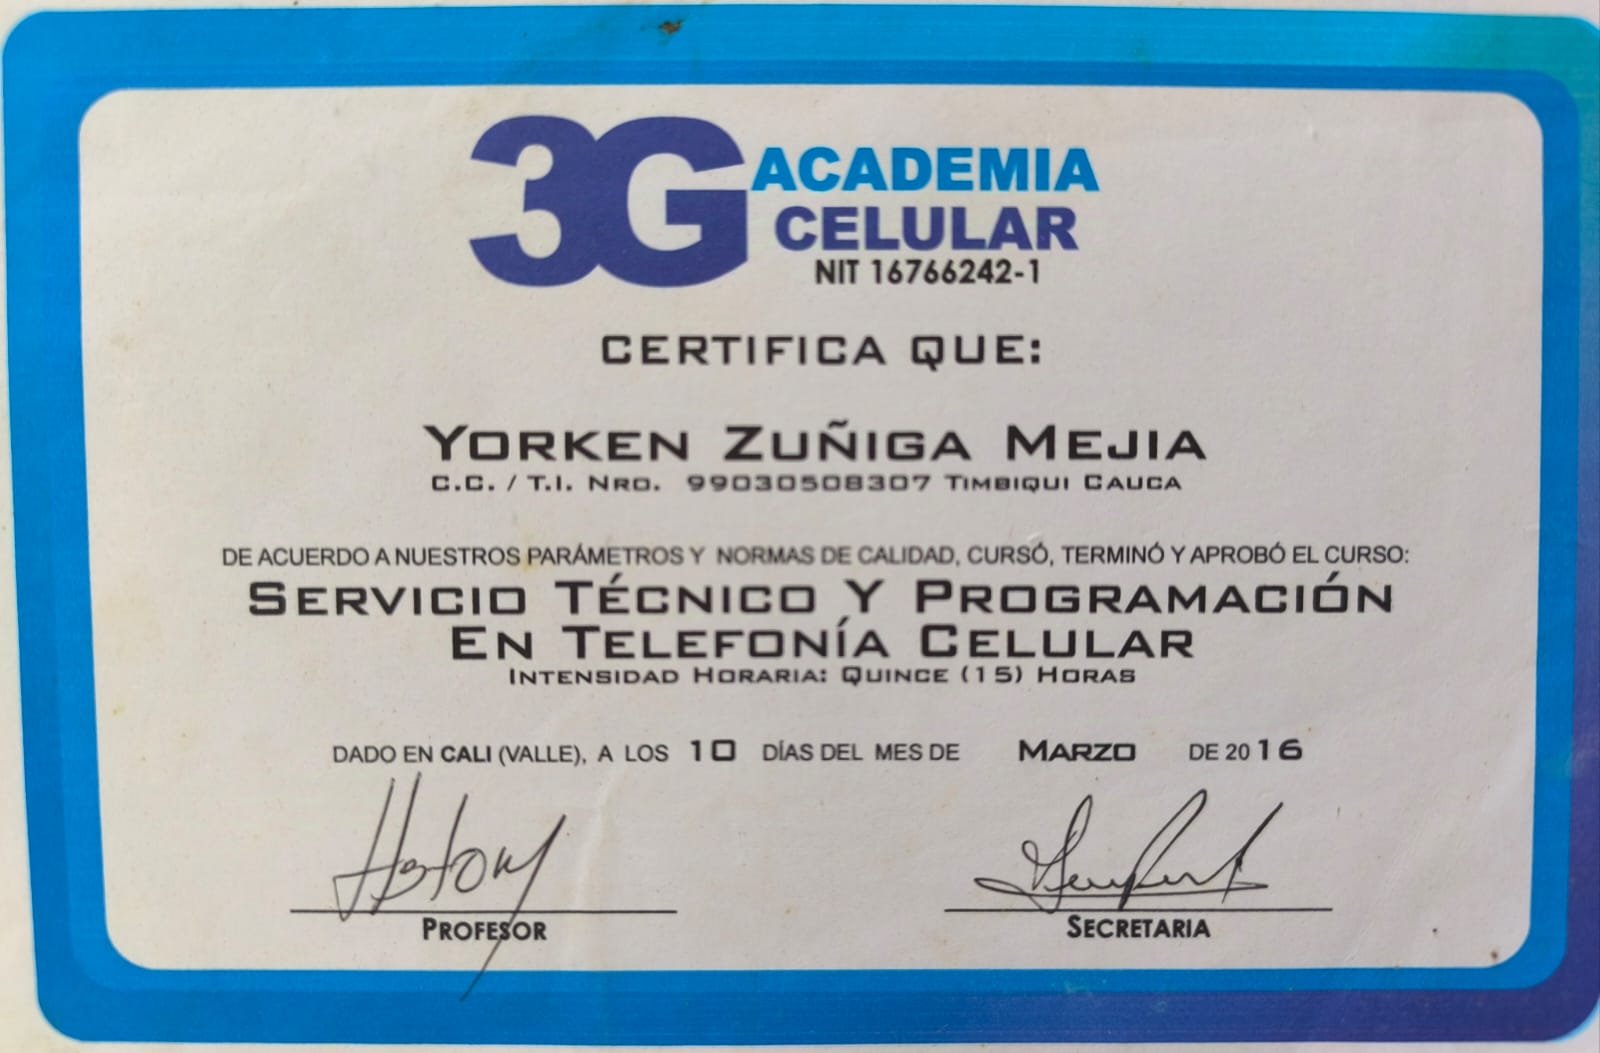 3G ACADEMIA
CELULAR
NIT 16766242-1
CERTIFICA QUE:
YORKEN ZUÑIGA MEJIA
C.C. / T.I. NRO. 99030508307 TIMBIQUI CAUCA
DE ACUERDO A NUESTROS PARÁMETROS Y NORMAS DE CALIDAD, CURSÓ, TERMINÓ Y APROBÓ EL CURSO:
SERVICIO TÉCNICO Y PROGRAMACIÓN
EN TELEFONÍA CELULAR
INTENSIDAD HORARIA: QUINCE (15) HORAS
DADO EN CALI (VALLE), A LOS 10 DÍAS DEL MES DE MARZO DE 2016
PROFESOR SECRETARIA